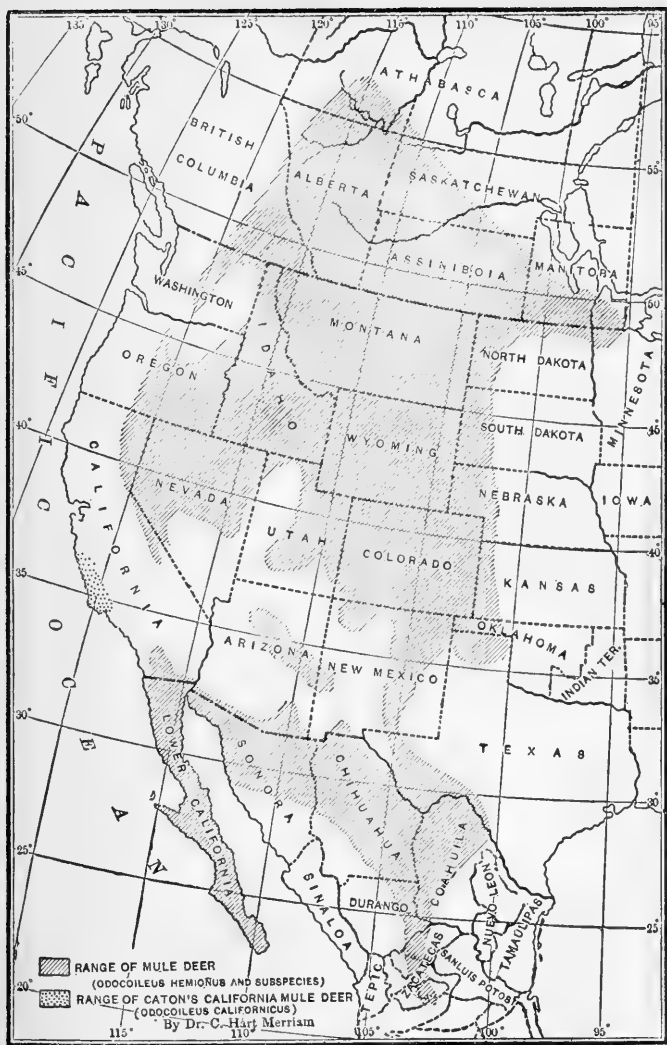 135°
130°
125°
120°
115°
110°
105°
100°
95°
ATHABASCA
BRITISH
COLUMBIA
ALBERTA
SASKATCHEWAN
55°
50°
ASSINIBOIA
MANITOBA
50°
PACIFIC OCEAN
45°
WASHINGTON
MONTANA
NORTH DAKOTA
MINNESOTA
IDAHO
OREGON
SOUTH DAKOTA
45°
WYOMING
40°
CALIFORNIA
NEVADA
NEBRASKA
IOWA
UTAH
COLORADO
40°
KANSAS
35°
ARIZONA
NEW MEXICO
OKLAHOMA
INDIAN TER.
35°
30°
LOWER CALIFORNIA
SONORA
CHIHUAHUA
TEXAS
30°
COAHUILA
25°
SINALOA
DURANGO
NUEVO-LEON
TAMAULIPAS
25°
TEPIC
ZACATECAS
SAN LUIS POTOSI
RANGE OF MULE DEER
(ODOCOILEUS HEMIONUS AND SUBSPECIES)
RANGE OF CATON'S CALIFORNIA MULE DEER
(ODOCOILEUS CALIFORNICUS)
By Dr. C. Hart Merriam
20°
115°
110°
105°
100°
95°